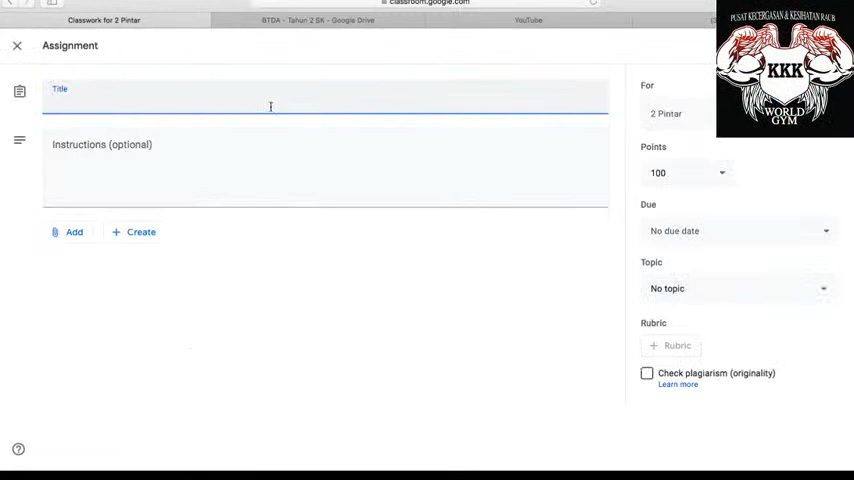 classroom.google.com
Classwork for 2 Pintar
BTDA - Tahun 2 SK - Google Drive
YouTube
PUSAT KECERGASAN & KESIHATAN RAUB
KKK
WORLD
GYM
Assignment
Title
Instructions (optional)
Add
Create
For
2 Pintar
Points
100
Due
No due date
Topic
No topic
Rubric
Rubric
Check plagiarism (originality)
Learn more